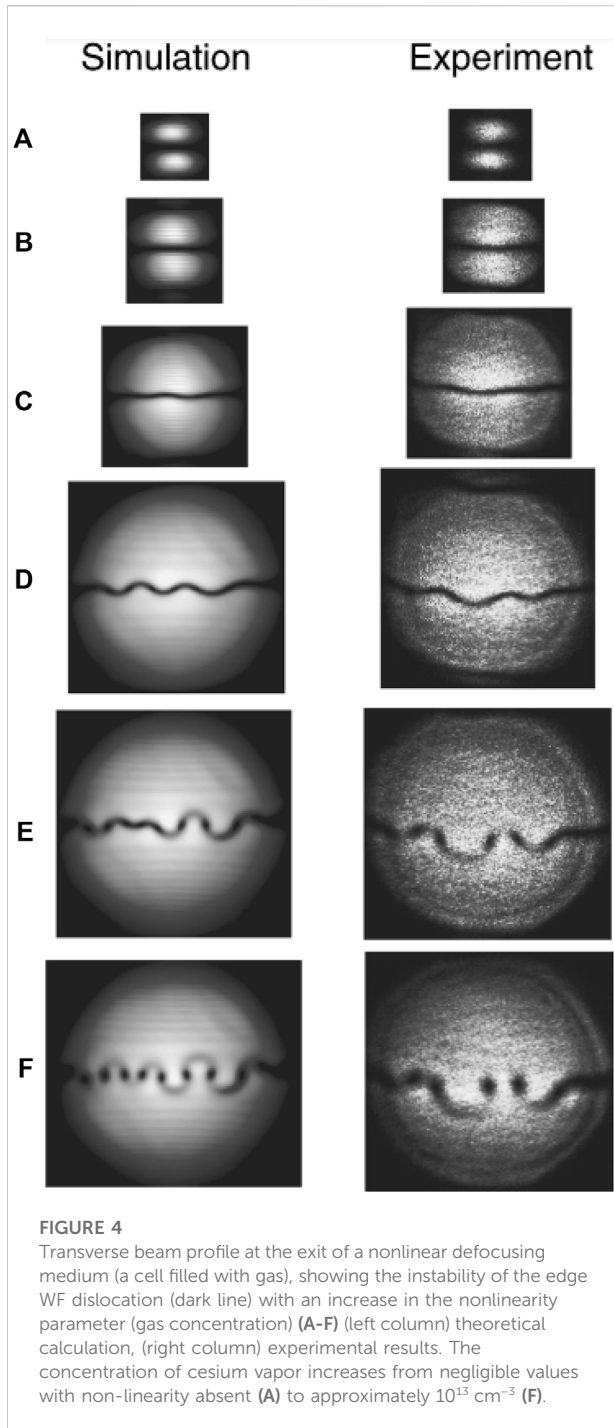 Simulation Experiment
A
B
C
D
E
F
FIGURE 4
Transverse beam profile at the exit of a nonlinear defocusing
medium (a cell filled with gas), showing the instability of the edge
WF dislocation (dark line) with an increase in the nonlinearity
parameter (gas concentration) (A-F) (left column) theoretical
calculation, (right column) experimental results. The
concentration of cesium vapor increases from negligible values
with non-linearity absent (A) to approximately 10¹³ cm⁻³ (F).